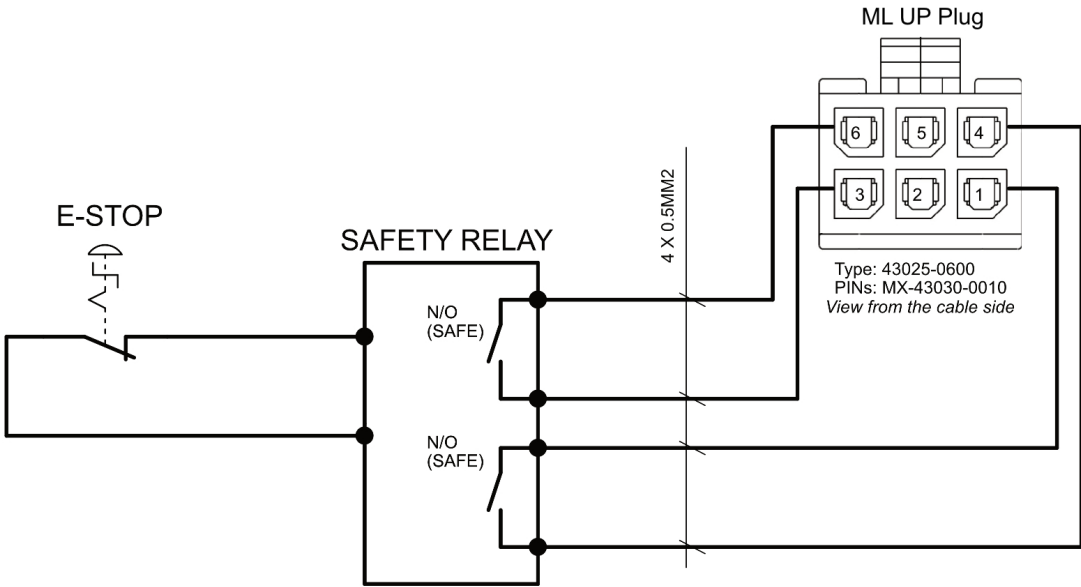 ML UP Plug
6
5
4
3
2
1
4 X 0.5MM2
E-STOP
SAFETY RELAY
Type: 43025-0600
PINs: MX-43030-0010
View from the cable side
N/O
(SAFE)
N/O
(SAFE)